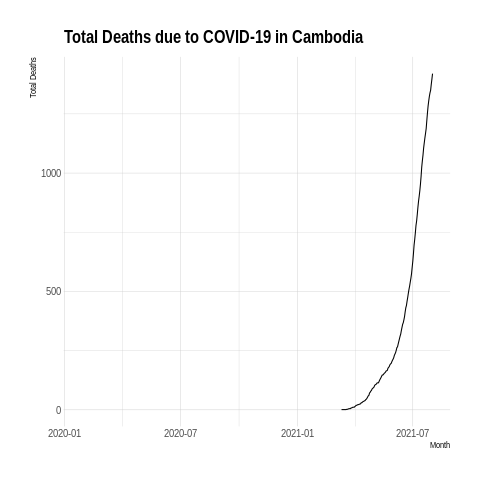 Total Deaths due to COVID-19 in Cambodia
Total Deaths
1000
500
0
2020-01 2020-07 2021-01 2021-07
Month